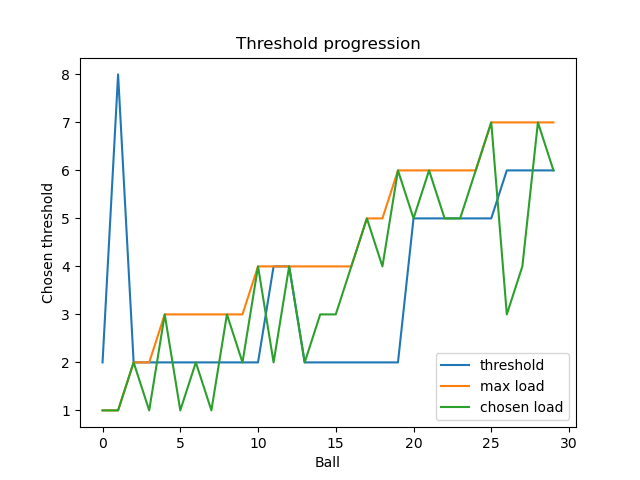 Threshold progression
8
7
6
5
4
3
2
1
Chosen threshold
0 5 10 15 20 25 30
Ball
threshold
max load
chosen load